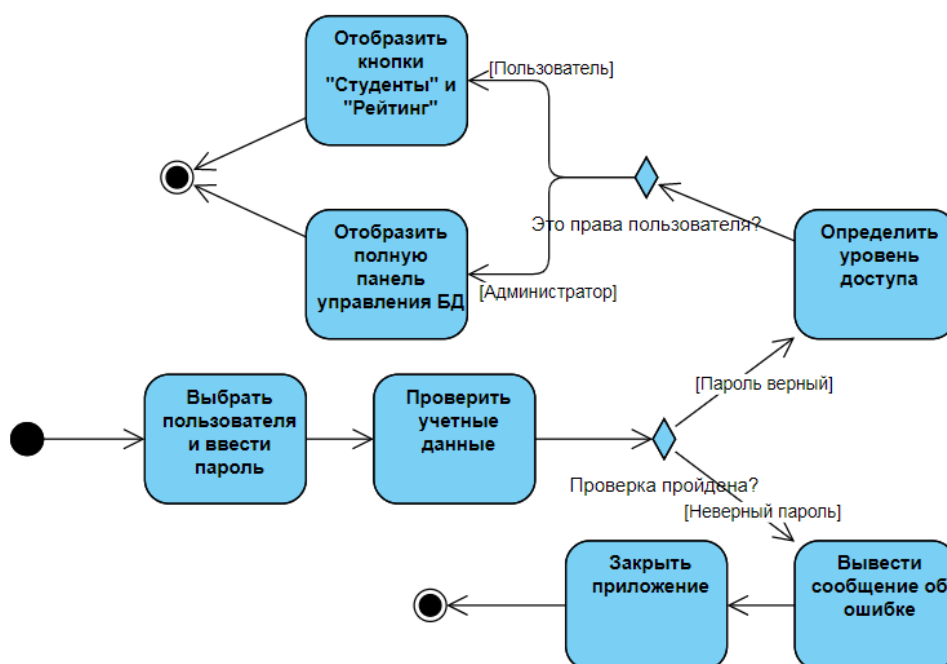 Отобразить
кнопки
"Студенты" и
"Рейтинг"
[Пользователь]
Отобразить
полную
панель
управления БД
[Администратор]
Это права пользователя?
Определить
уровень
доступа
Выбрать
пользователя
и ввести
пароль
Проверить
учетные
данные
[Пароль верный]
Проверка пройдена?
[Неверный пароль]
Закрыть
приложение
Вывести
сообщение об
ошибке